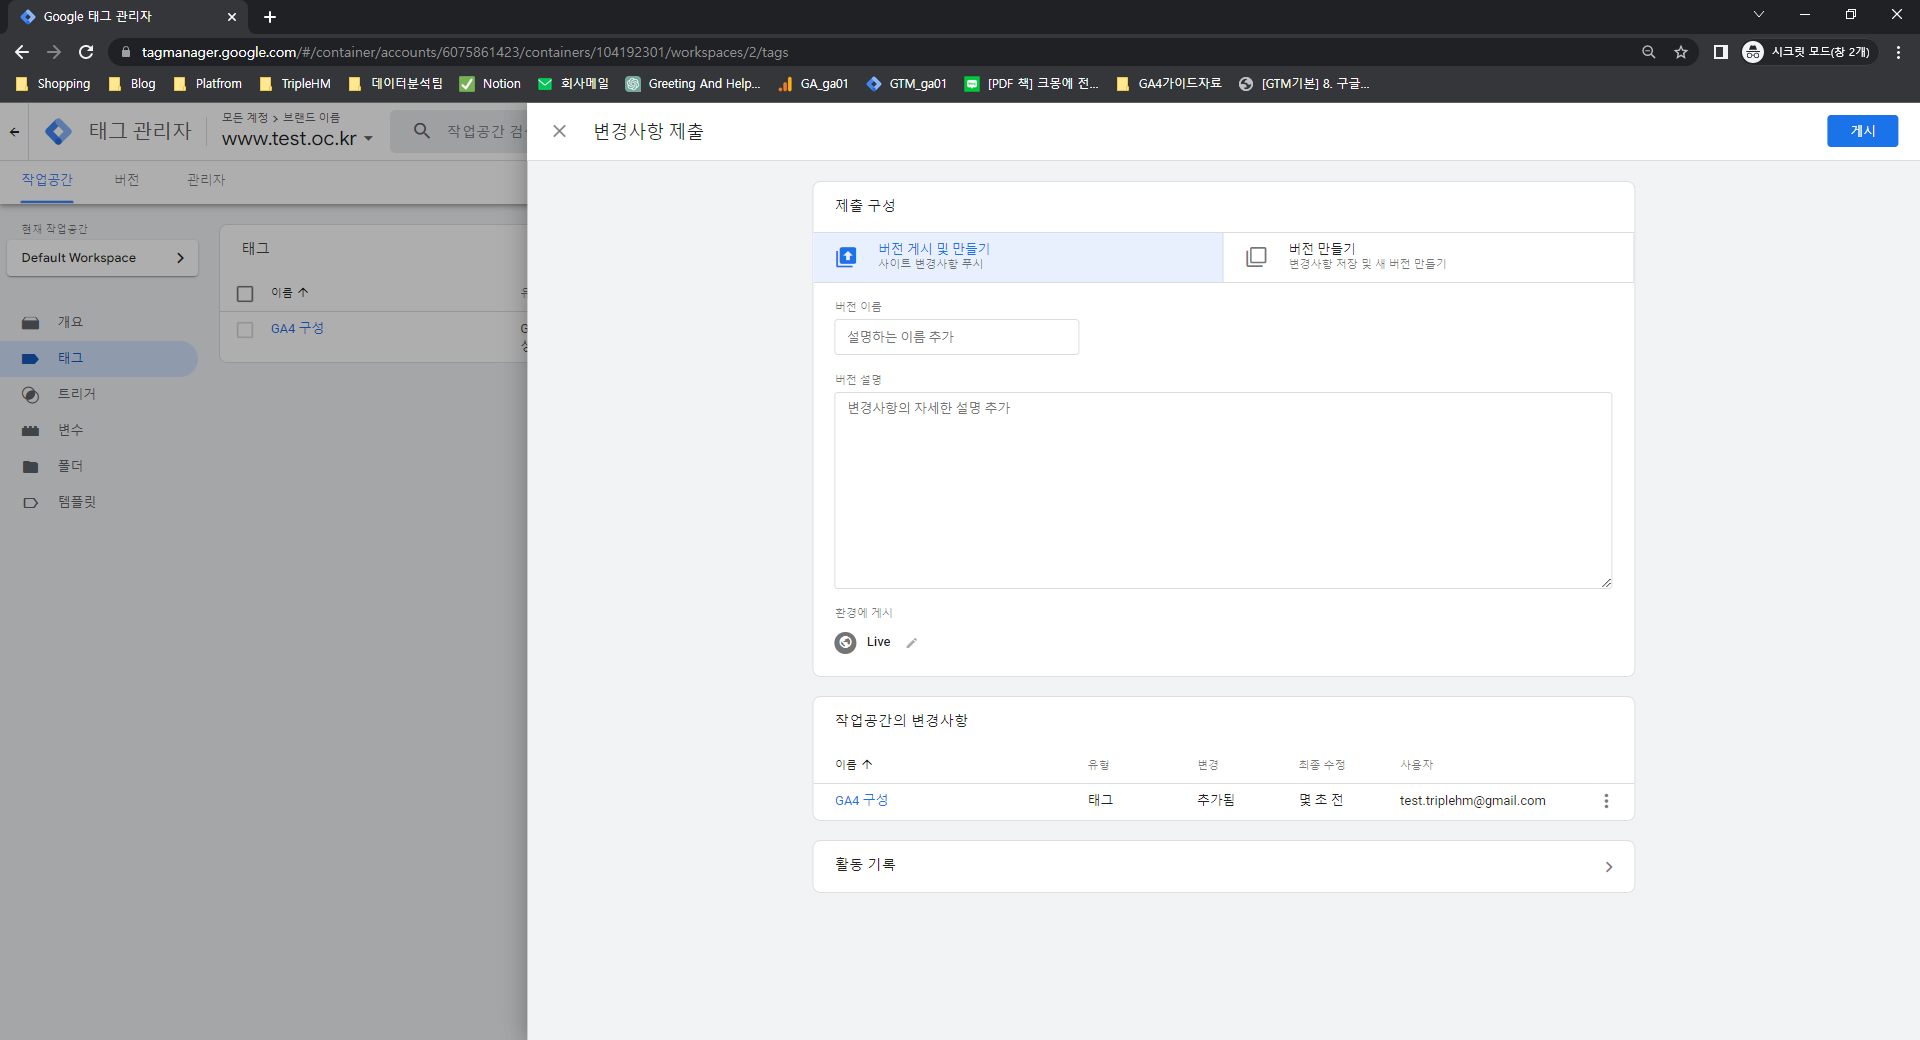 Google 태그 관리자
tagmanager.google.com/#/container/accounts/6075861423/containers/104192301/workspaces/2/tags
시크릿 모드(창 2개)
Shopping
Blog
Platfrom
TripleHM
데이터분석팀
Notion
회사메일
Greeting And Help...
GA_ga01
GTM_ga01
[PDF 책] 크몽에 전...
GA4가이드자료
[GTM기본] 8. 구글...
태그 관리자
모든 계정 > 브랜드 이름
www.test.oc.kr
작업공간 검
변경사항 제출
게시
작업공간
버전
관리자
현재 작업공간
Default Workspace
개요
태그
트리거
변수
폴더
템플릿
태그
이름
GA4 구성
제출 구성
버전 게시 및 만들기
사이트 변경사항 푸시
버전 만들기
변경사항 저장 및 새 버전 만들기
버전 이름
설명하는 이름 추가
버전 설명
변경사항의 자세한 설명 추가
환경에 게시
Live
작업공간의 변경사항
이름 유형 변경 최종 수정 사용자
GA4 구성 태그 추가됨 몇 초 전 test.triplehm@gmail.com
활동 기록